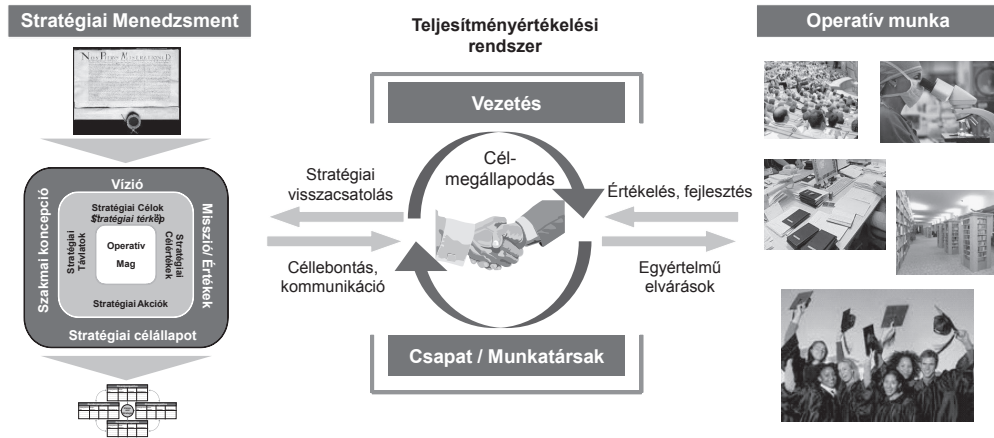 Stratégiai Menedzsment
Vízió
Szakmai koncepció
Misszió/ Értékek
Stratégiai Célok
Stratégiai térkép
Stratégiai
Távlatok
Operatív
Mag
Stratégiai
Célértékek
Stratégiai Akciók
Stratégiai célállapot
Teljesítményértékelési
rendszer
Vezetés
Cél-
megállapodás
Stratégiai
visszacsatolás
Céllebontás,
kommunikáció
Értékelés, fejlesztés
Egyértelmű
elvárások
Csapat / Munkatársak
Operatív munka